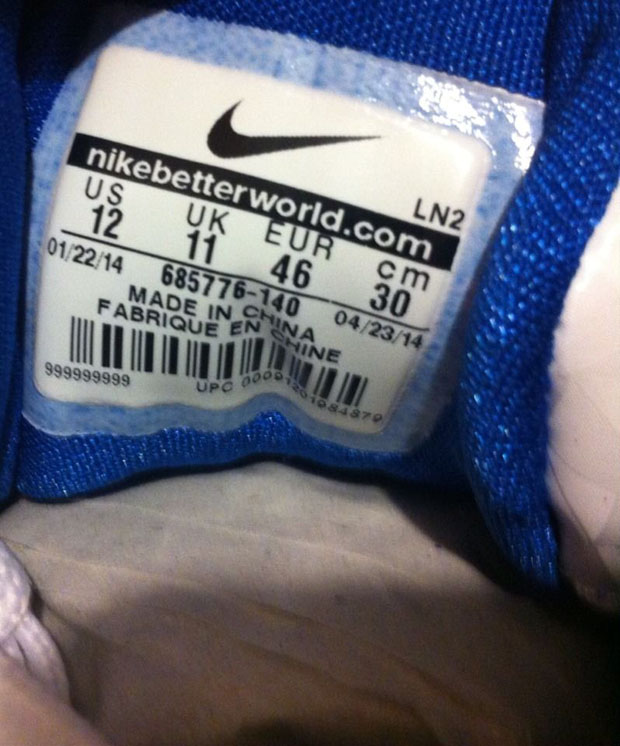 nikebetterworld.com
LN2
US UK EUR cm
12 11 46 30
01/22/14 685776-140 04/23/14
MADE IN CHINA
FABRIQUE EN CHINE
999999999 UPC 00091201984879